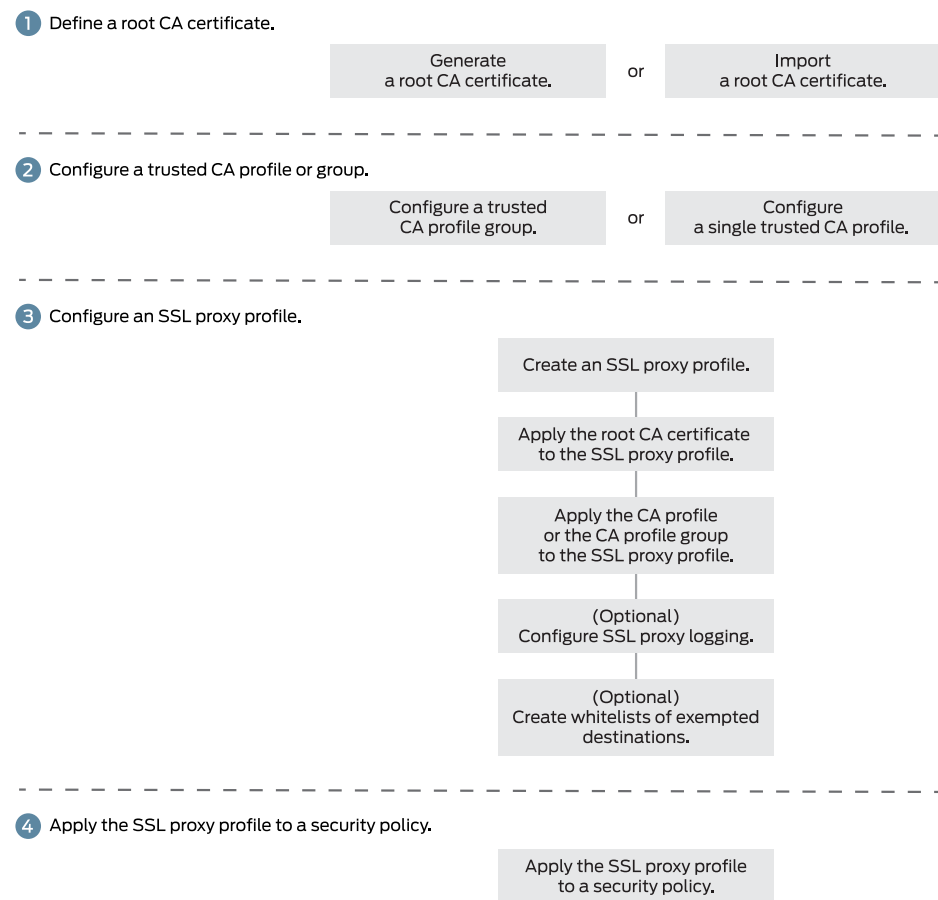 1 Define a root CA certificate.
Generate
a root CA certificate.
or
Import
a root CA certificate.
2 Configure a trusted CA profile or group.
Configure a trusted
CA profile group.
or
Configure
a single trusted CA profile.
3 Configure an SSL proxy profile.
Create an SSL proxy profile.
Apply the root CA certificate
to the SSL proxy profile.
Apply the CA profile
or the CA profile group
to the SSL proxy profile.
(Optional)
Configure SSL proxy logging.
(Optional)
Create whitelists of exempted
destinations.
4 Apply the SSL proxy profile to a security policy.
Apply the SSL proxy profile
to a security policy.